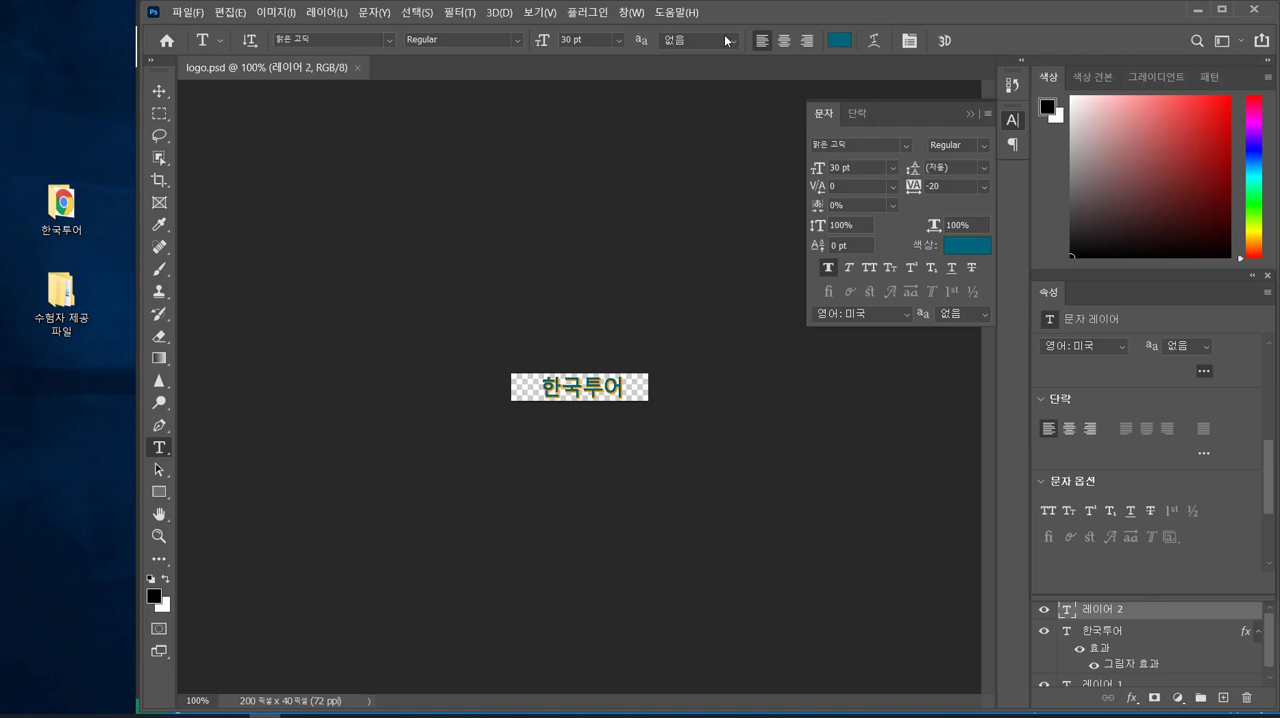 파일(F) 편집(E) 이미지(I) 레이어(L) 문자(Y) 선택(S) 필터(T) 3D(D) 보기(V) 플러그인 창(W) 도움말(H)
T 맑은 고딕 Regular 30 pt 없음 3D
logo.psd @ 100% (레이어 2, RGB/8)
색상 색상 견본 그레이디언트 패턴
문자 단락
맑은 고딕 Regular
30 pt (자동)
0 -20
0%
100% 100%
0 pt 색상:
영어: 미국 없음
한국투어
수험자 제공
파일
한국투어
속성
문자 레이어
영어: 미국 없음
단락
문자 옵션
레이어 2
한국투어 fx
효과
그림자 효과
레이어 1
100% 200 픽셀 x 40 픽셀 (72 ppi)